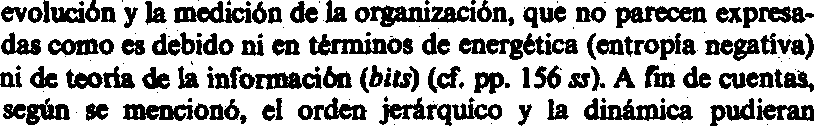 evolución y la medición de la organización, que no parecen expresa-
das como es debido ni en términos de energética (entropía negativa)
ni de teoría de la información (bits) (cf. pp. 156 ss). A fin de cuentas,
según se mencionó, el orden jerárquico y la dinámica pudieran